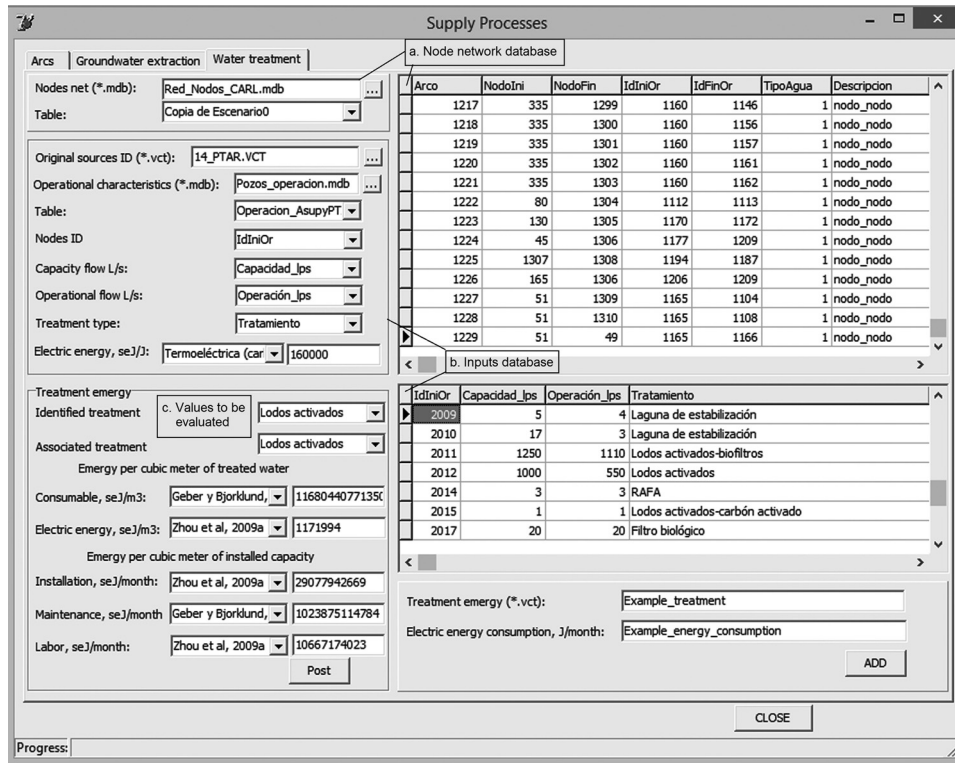 Supply Processes
Arcs
Groundwater extraction
Water treatment
a. Node network database
Nodes net (*.mdb):
Red_Nodos_CARL.mdb
...
Table:
Copia de Escenario0
Original sources ID (*.vct):
14_PTAR.VCT
...
Operational characteristics (*.mdb):
Pozos_operacion.mdb
...
Table:
Operacion_AsupyPT
Nodes ID
IdIniOr
Capacity flow L/s:
Capacidad_lps
Operational flow L/s:
Operación_lps
Treatment type:
Tratamiento
Electric energy, seJ/J:
Termoeléctrica (car
160000
Arco NodoIni NodoFin IdIniOr IdFinOr TipoAgua Descripcion
1217 335 1299 1160 1146 1 nodo_nodo
1218 335 1300 1160 1156 1 nodo_nodo
1219 335 1301 1160 1157 1 nodo_nodo
1220 335 1302 1160 1161 1 nodo_nodo
1221 335 1303 1160 1162 1 nodo_nodo
1222 80 1304 1112 1113 1 nodo_nodo
1223 130 1305 1170 1172 1 nodo_nodo
1224 45 1306 1177 1209 1 nodo_nodo
1225 1307 1308 1194 1187 1 nodo_nodo
1226 165 1306 1206 1209 1 nodo_nodo
1227 51 1309 1165 1104 1 nodo_nodo
1228 51 1310 1165 1108 1 nodo_nodo
1229 51 49 1165 1166 1 nodo_nodo
b. Inputs database
Treatment emergy
Identified treatment
c. Values to be
evaluated
Lodos activados
Associated treatment
Lodos activados
Emergy per cubic meter of treated water
Consumable, seJ/m3:
Geber y Bjorklund,
1168044077135(
Electric energy, seJ/m3:
Zhou et al, 2009a
1171994
Emergy per cubic meter of installed capacity
Installation, seJ/month:
Zhou et al, 2009a
29077942669
Maintenance, seJ/month
Geber y Bjorklund,
1023875114784
Labor, seJ/month:
Zhou et al, 2009a
10667174023
Post
IdIniOr Capacidad_lps Operación_lps Tratamiento
2009 5 4 Laguna de estabilización
2010 17 3 Laguna de estabilización
2011 1250 1110 Lodos activados-biofiltros
2012 1000 550 Lodos activados
2014 3 3 RAFA
2015 1 1 Lodos activados-carbón activado
2017 20 20 Filtro biológico
Treatment emergy (*.vct):
Example_treatment
Electric energy consumption, J/month:
Example_energy_consumption
ADD
CLOSE
Progress: